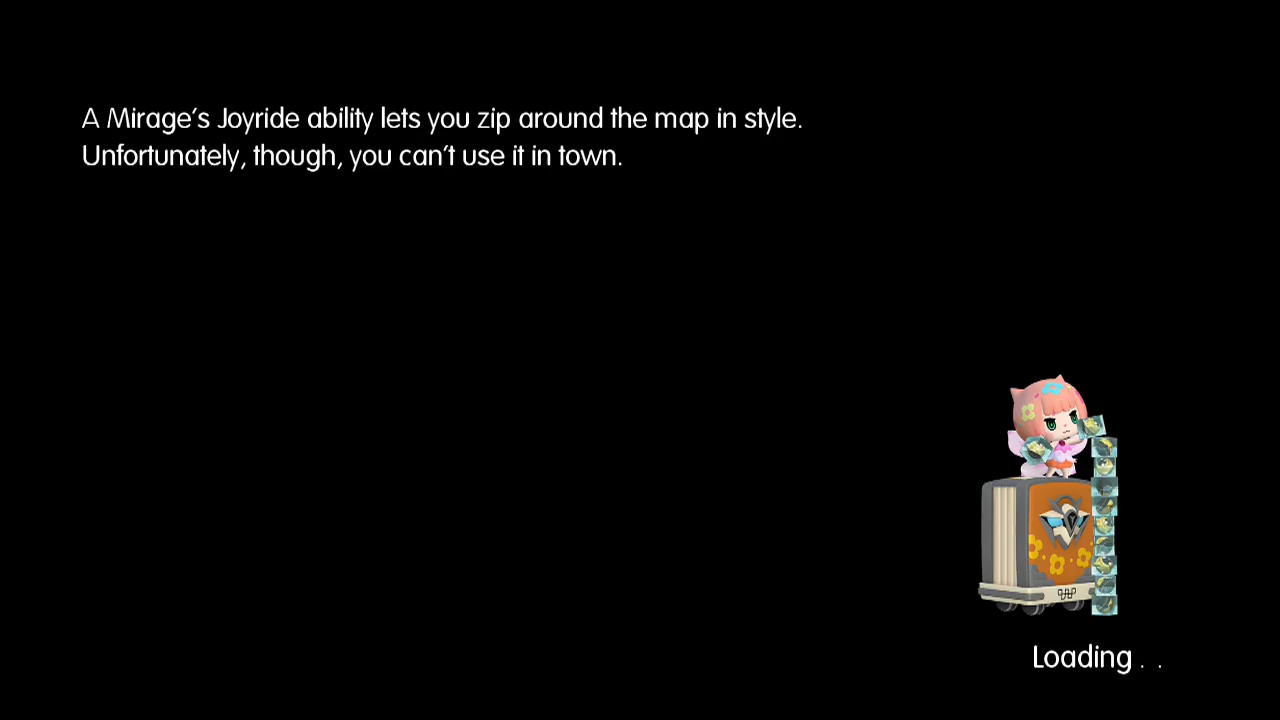 A Mirage's Joyride ability lets you zip around the map in style.
Unfortunately, though, you can't use it in town.
Loading . .